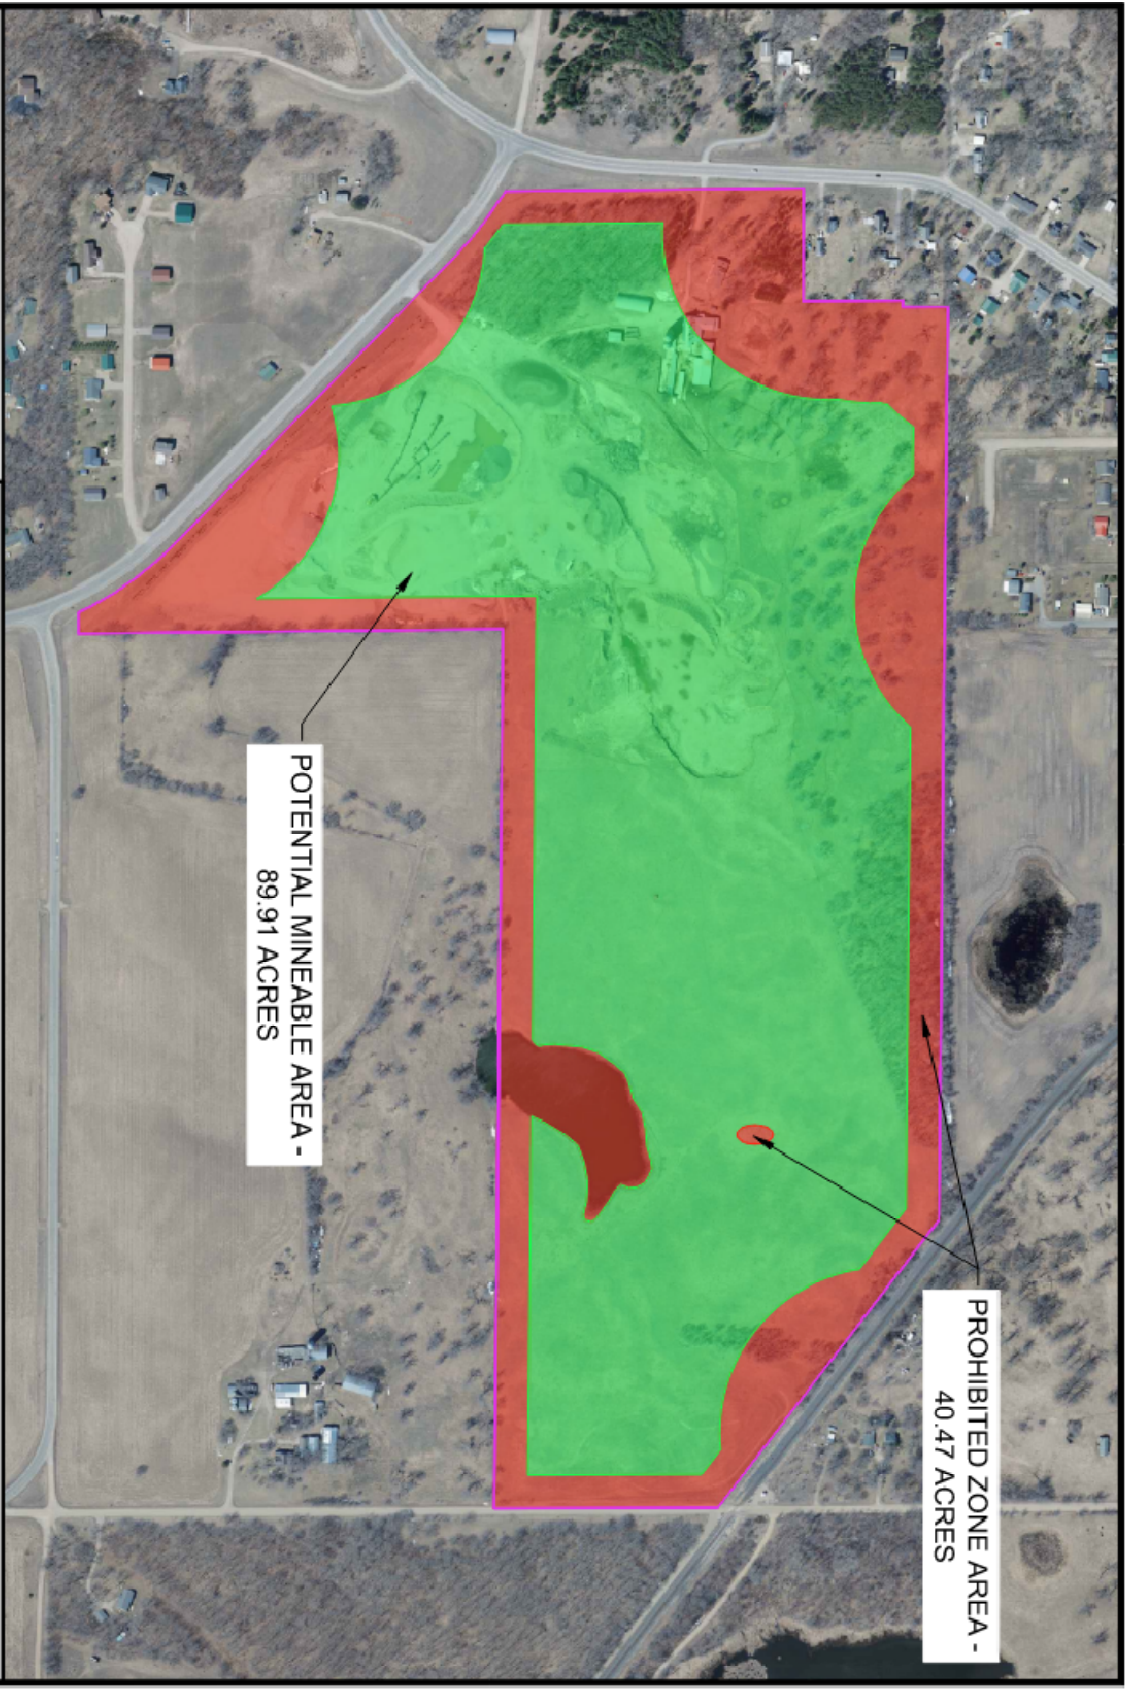 POTENTIAL MINEABLE AREA -
89.91 ACRES
PROHIBITED ZONE AREA -
40.47 ACRES